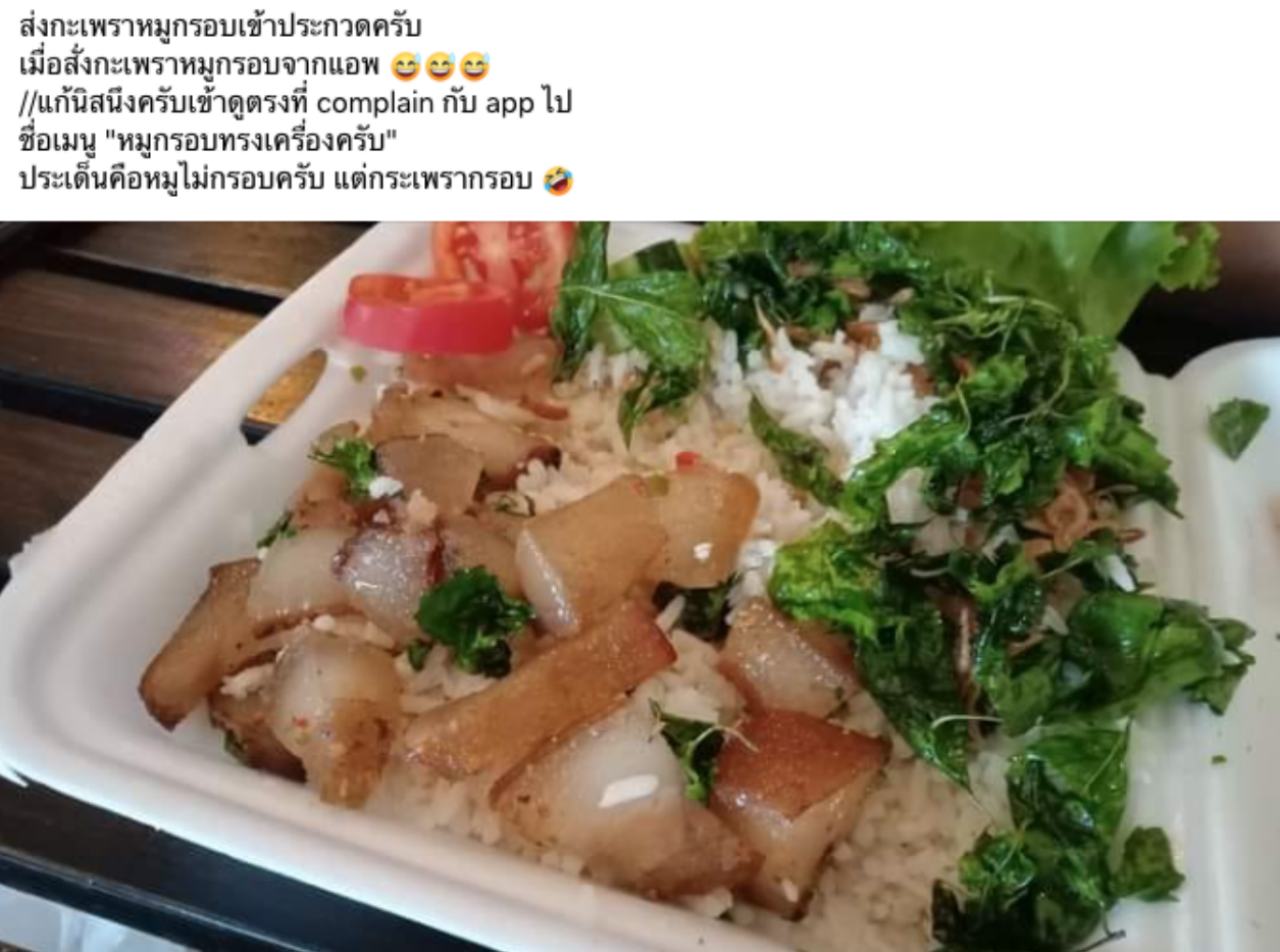 ส่งกะเพราหมูกรอบเข้าประกวดครับ
เมื่อสั่งกะเพราหมูกรอบจากแอพ 😅😅😅
//แก้นิสนึงครับเข้าดูตรงที่ complain กับ app ไป
ชื่อเมนู "หมูกรอบทรงเครื่องครับ"
ประเด็นคือหมูไม่กรอบครับ แต่กระเพรากรอบ 🤣